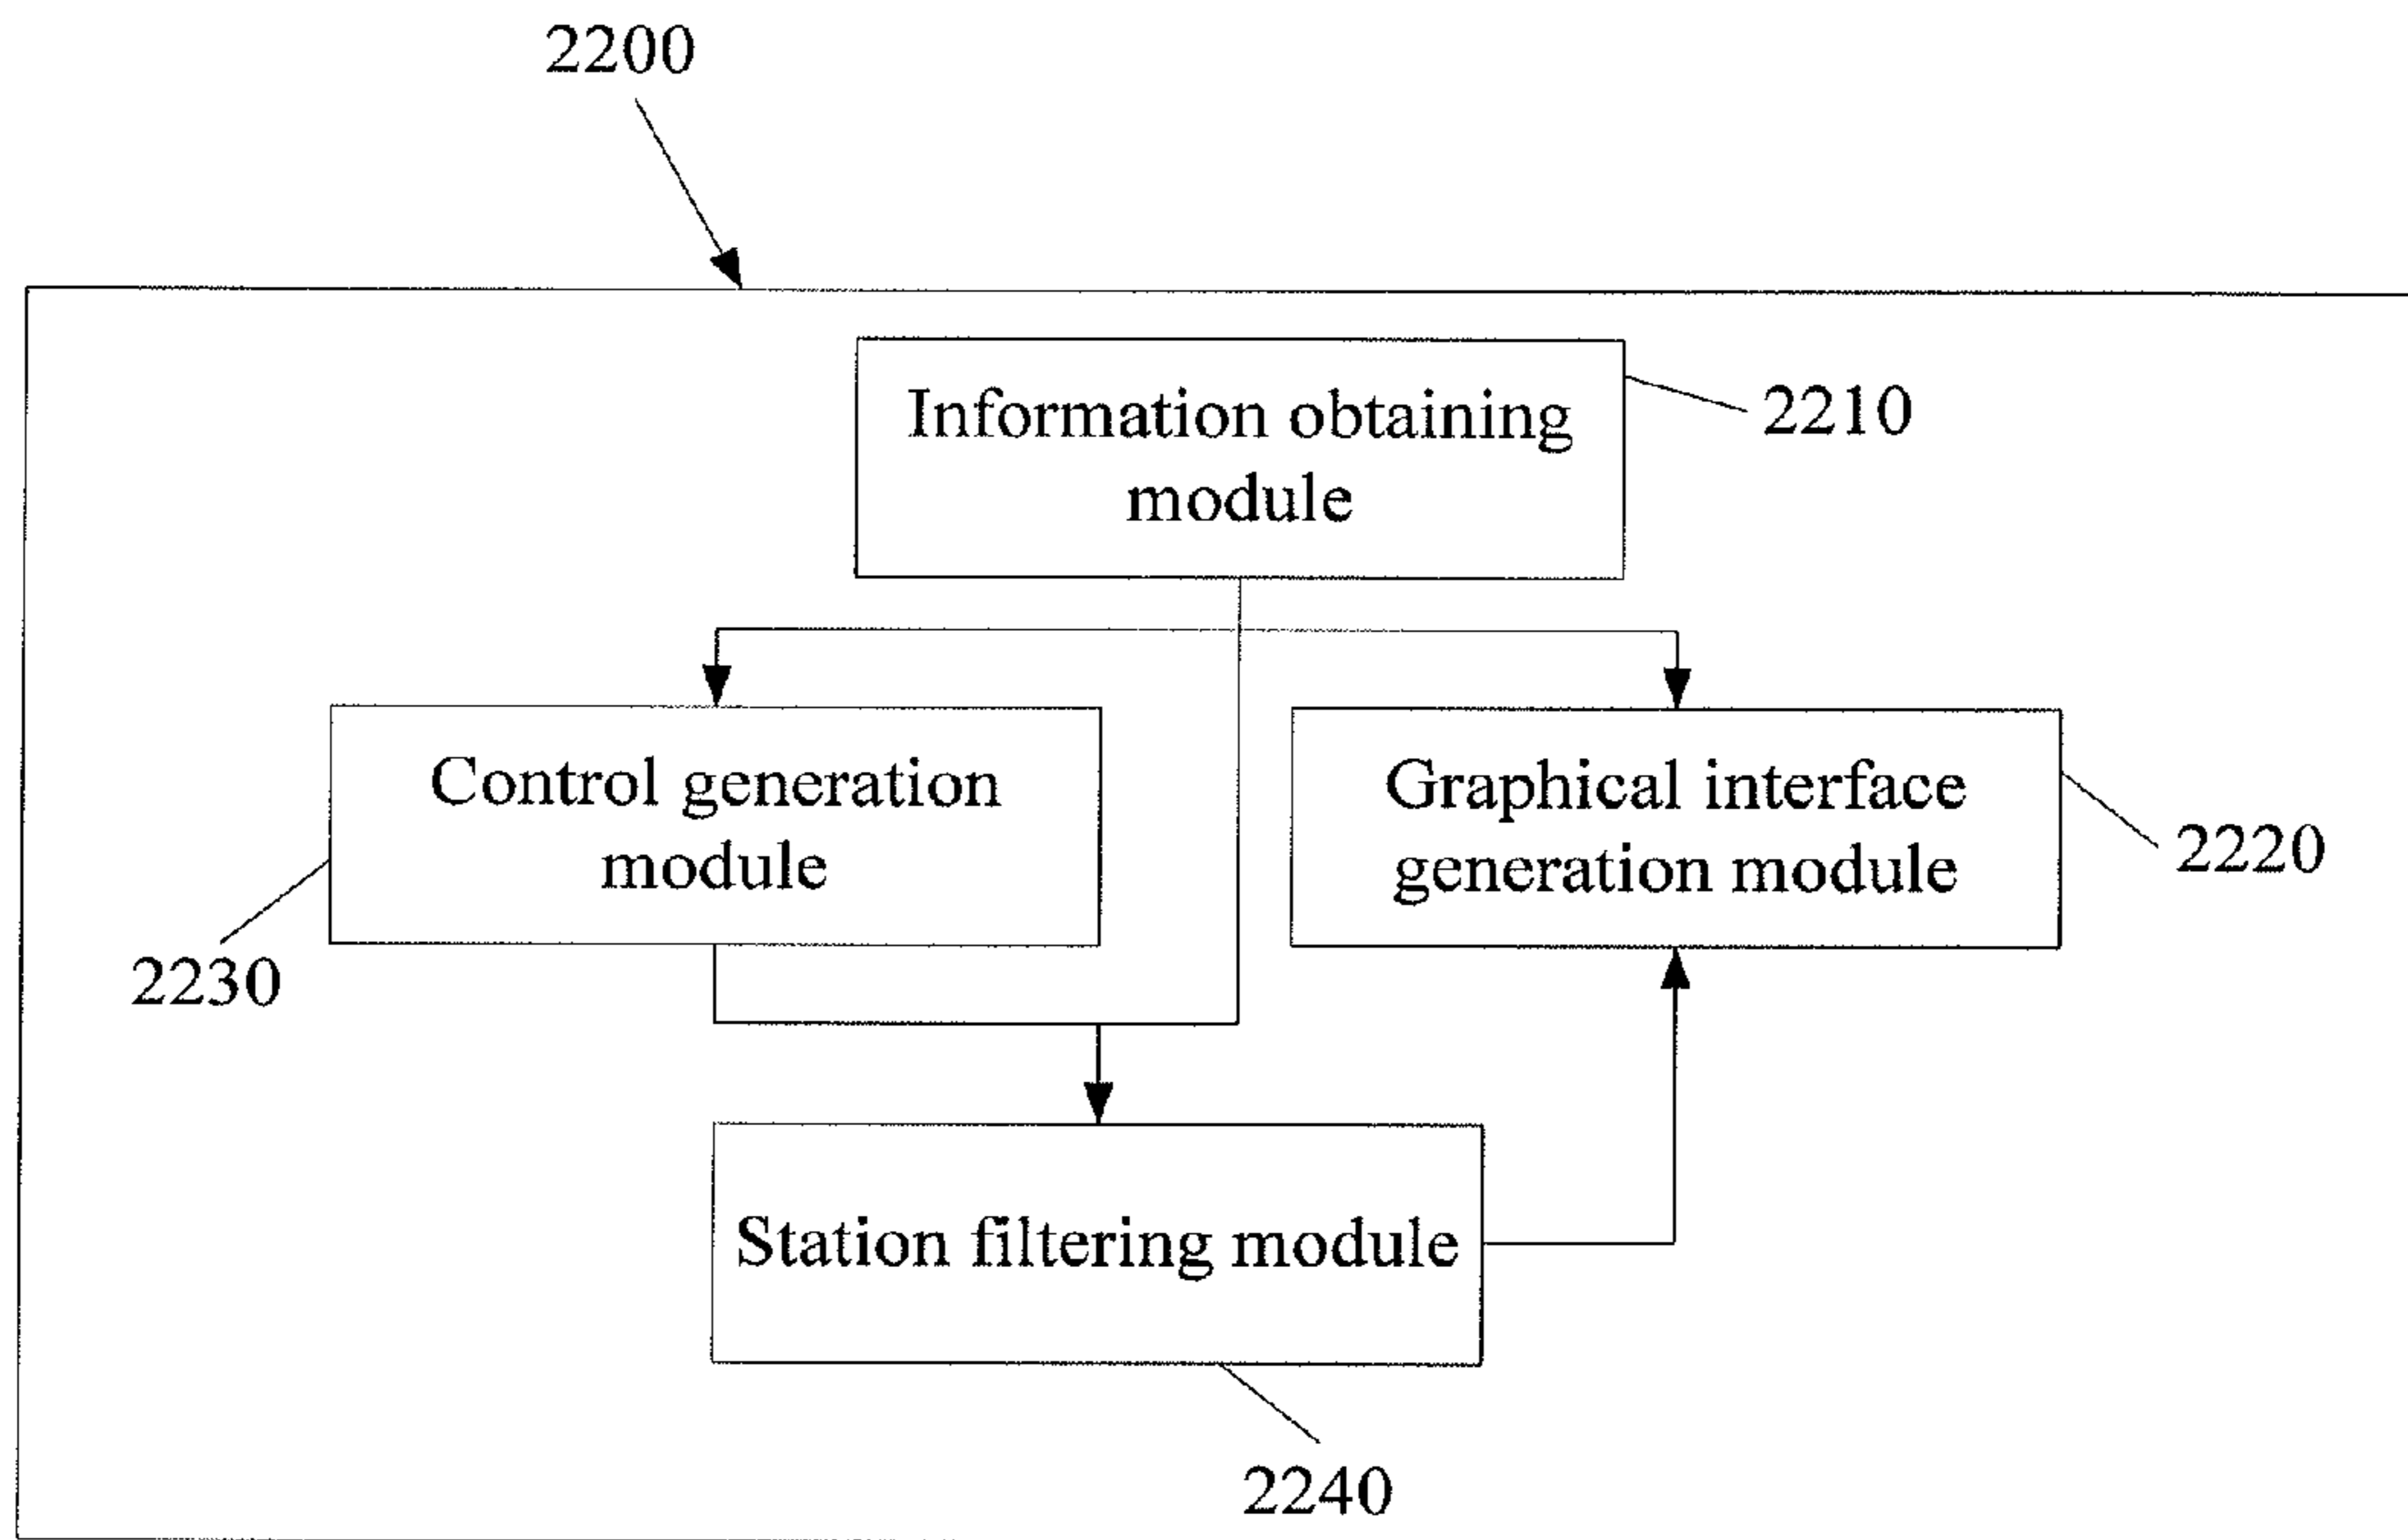 2200
Information obtaining
module
2210
Control generation
module
Graphical interface
generation module
2220
2230
Station filtering module
2240